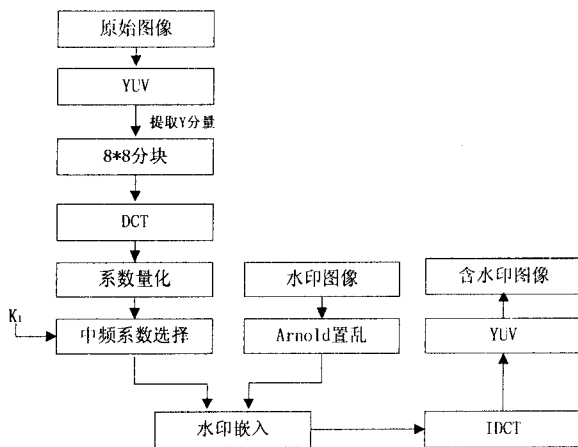 原始图像
YUV
提取Y分量
8*8分块
DCT
系数量化
水印图像
含水印图像
K₁
中频系数选择
Arnold置乱
YUV
水印嵌入
IDCT